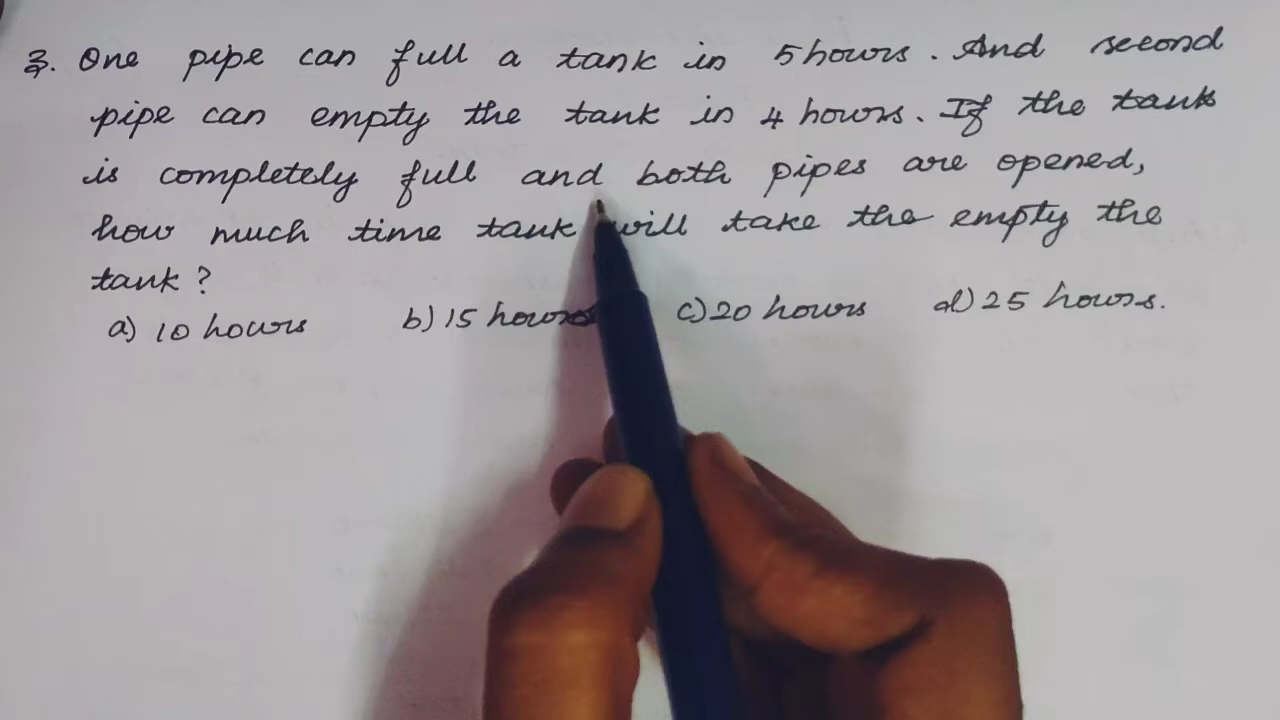 3. One pipe can full a tank in 5 hours. And second
pipe can empty the tank in 4 hours. If the tank
is completely full and both pipes are opened,
how much time tank will take the empty the
tank?
a) 10 hours b) 15 hours c) 20 hours d) 25 hours.